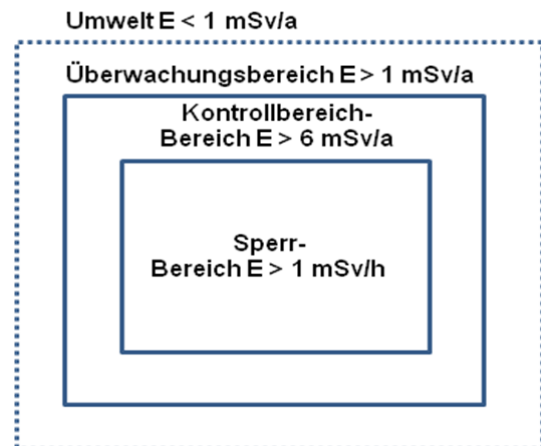 Umwelt E < 1 mSv/a
Überwachungsbereich E > 1 mSv/a
Kontrollbereich-
Bereich E > 6 mSv/a
Sperr-
Bereich E > 1 mSv/h